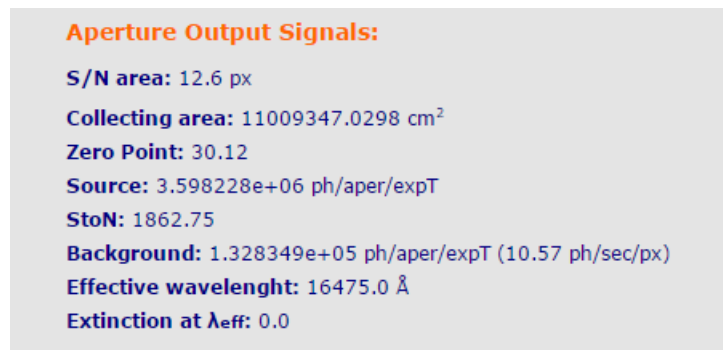 Aperture Output Signals:
S/N area: 12.6 px
Collecting area: 11009347.0298 cm²
Zero Point: 30.12
Source: 3.598228e+06 ph/aper/expT
StoN: 1862.75
Background: 1.328349e+05 ph/aper/expT (10.57 ph/sec/px)
Effective wavelenght: 16475.0 Å
Extinction at λeff: 0.0